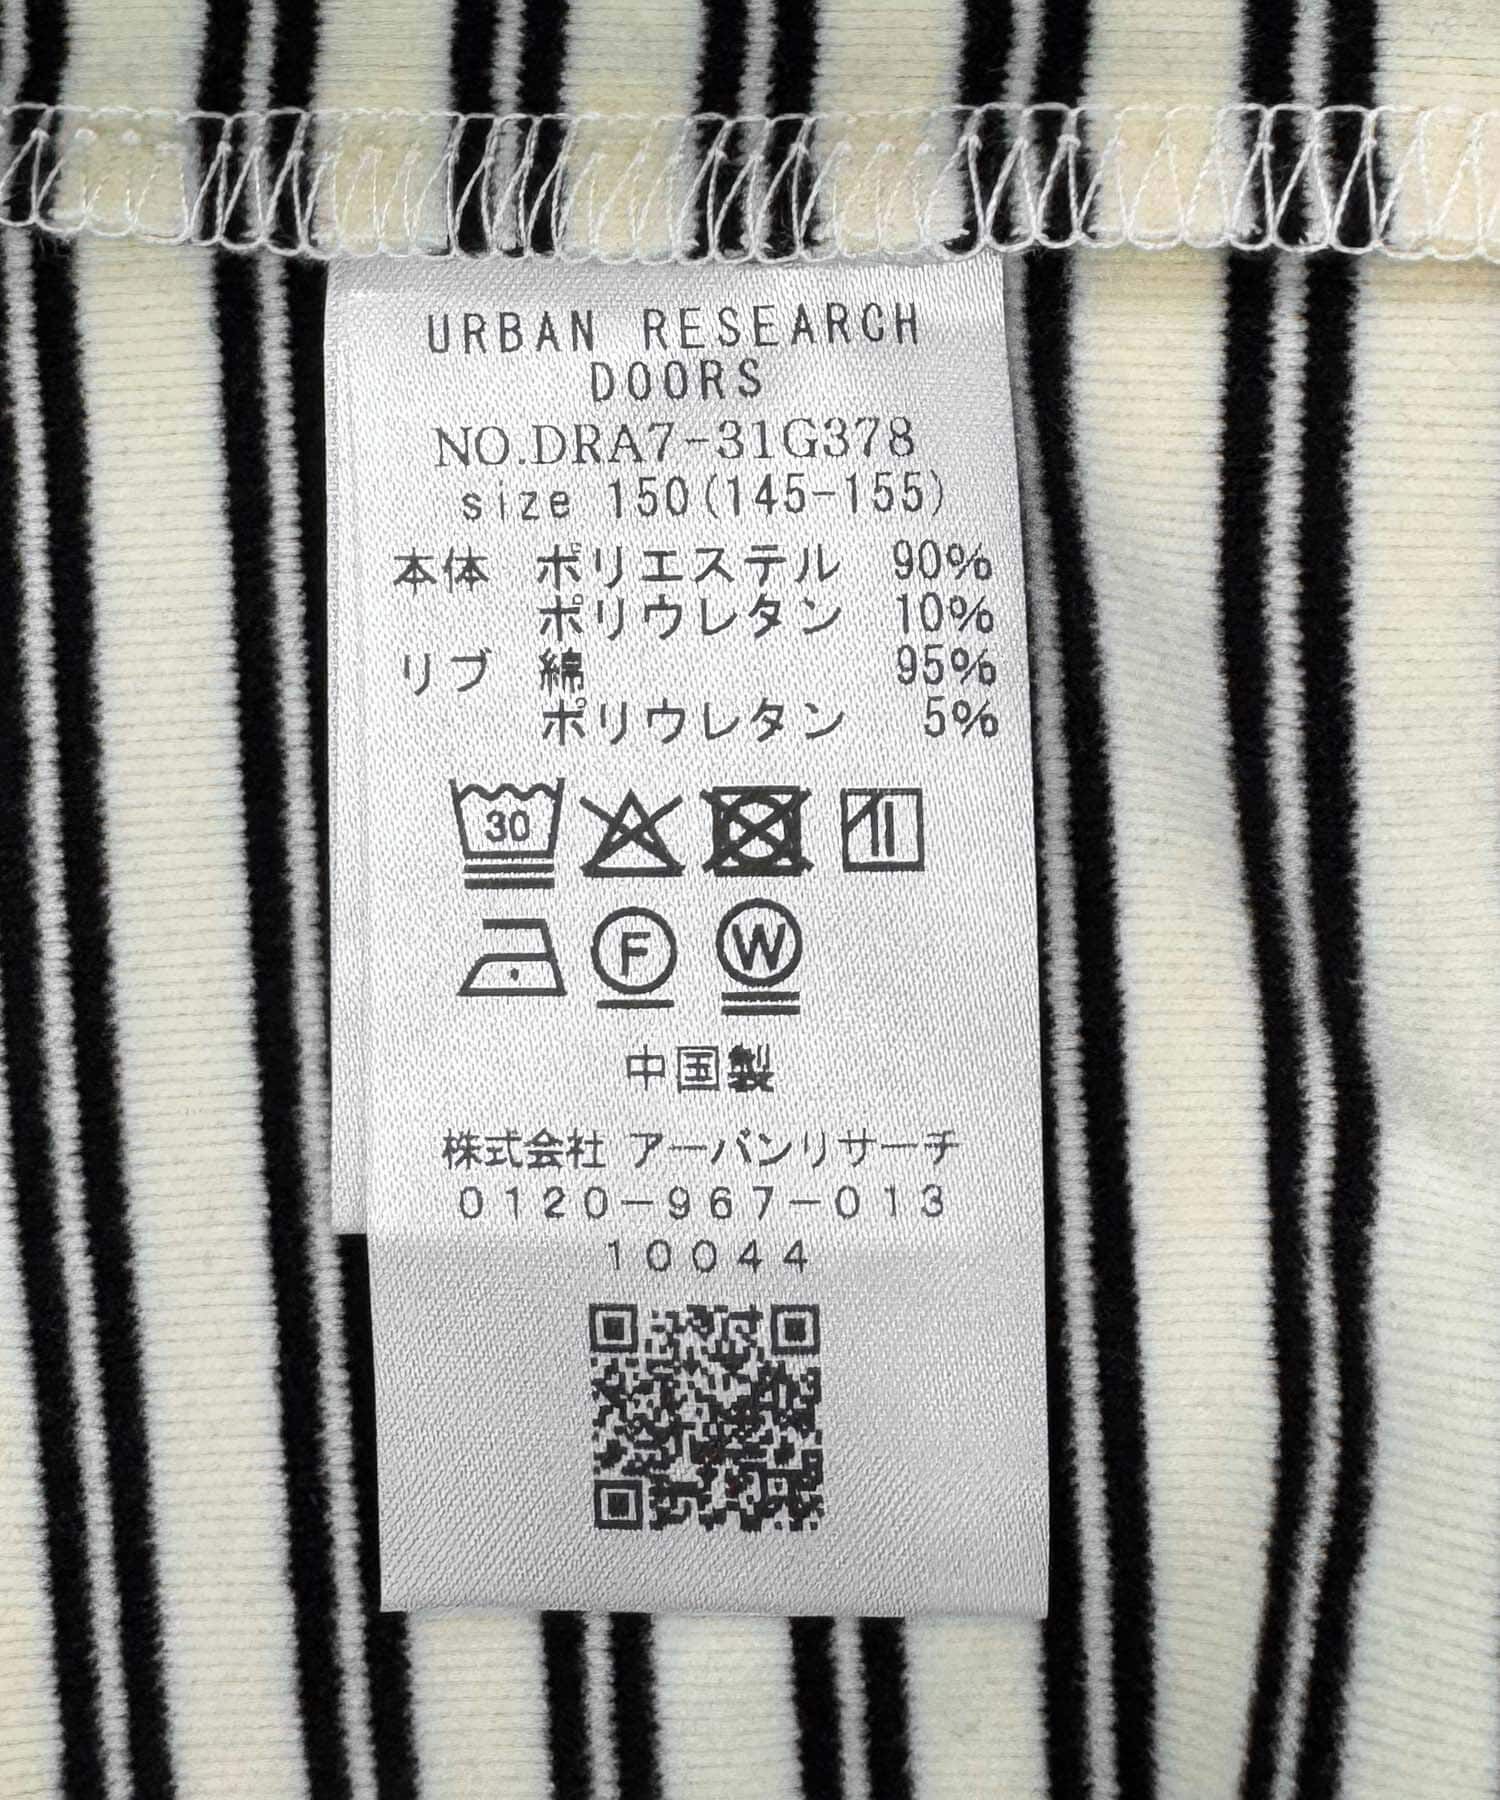 URBAN RESEARCH
DOORS
NO.DRA7-31G378
size 150(145-155)
本体 ポリエステル 90%
ポリウレタン 10%
リブ 綿 95%
ポリウレタン 5%
30
F W
中国製
株式会社 アーバンリサーチ
0120-967-013
10044